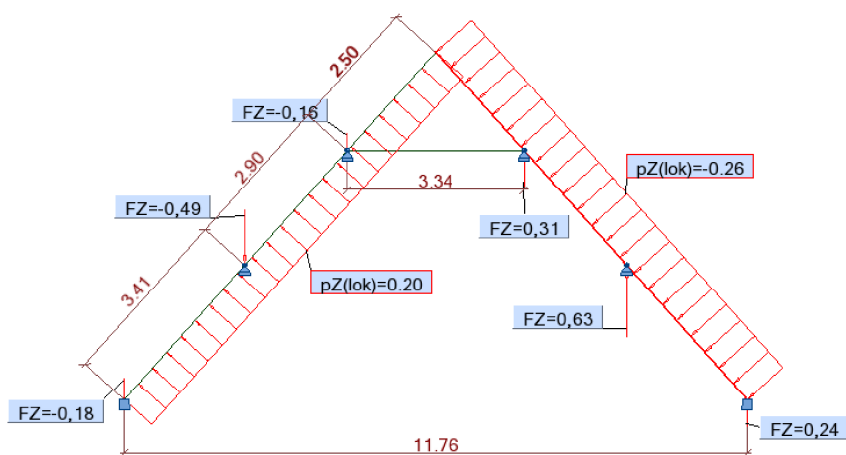 2.50
FZ=-0,16
2.90
pZ(lok)=-0.26
3.34
FZ=-0,49
FZ=0,31
pZ(lok)=0.20
3.41
FZ=0,63
FZ=-0,18
FZ=0,24
11.76